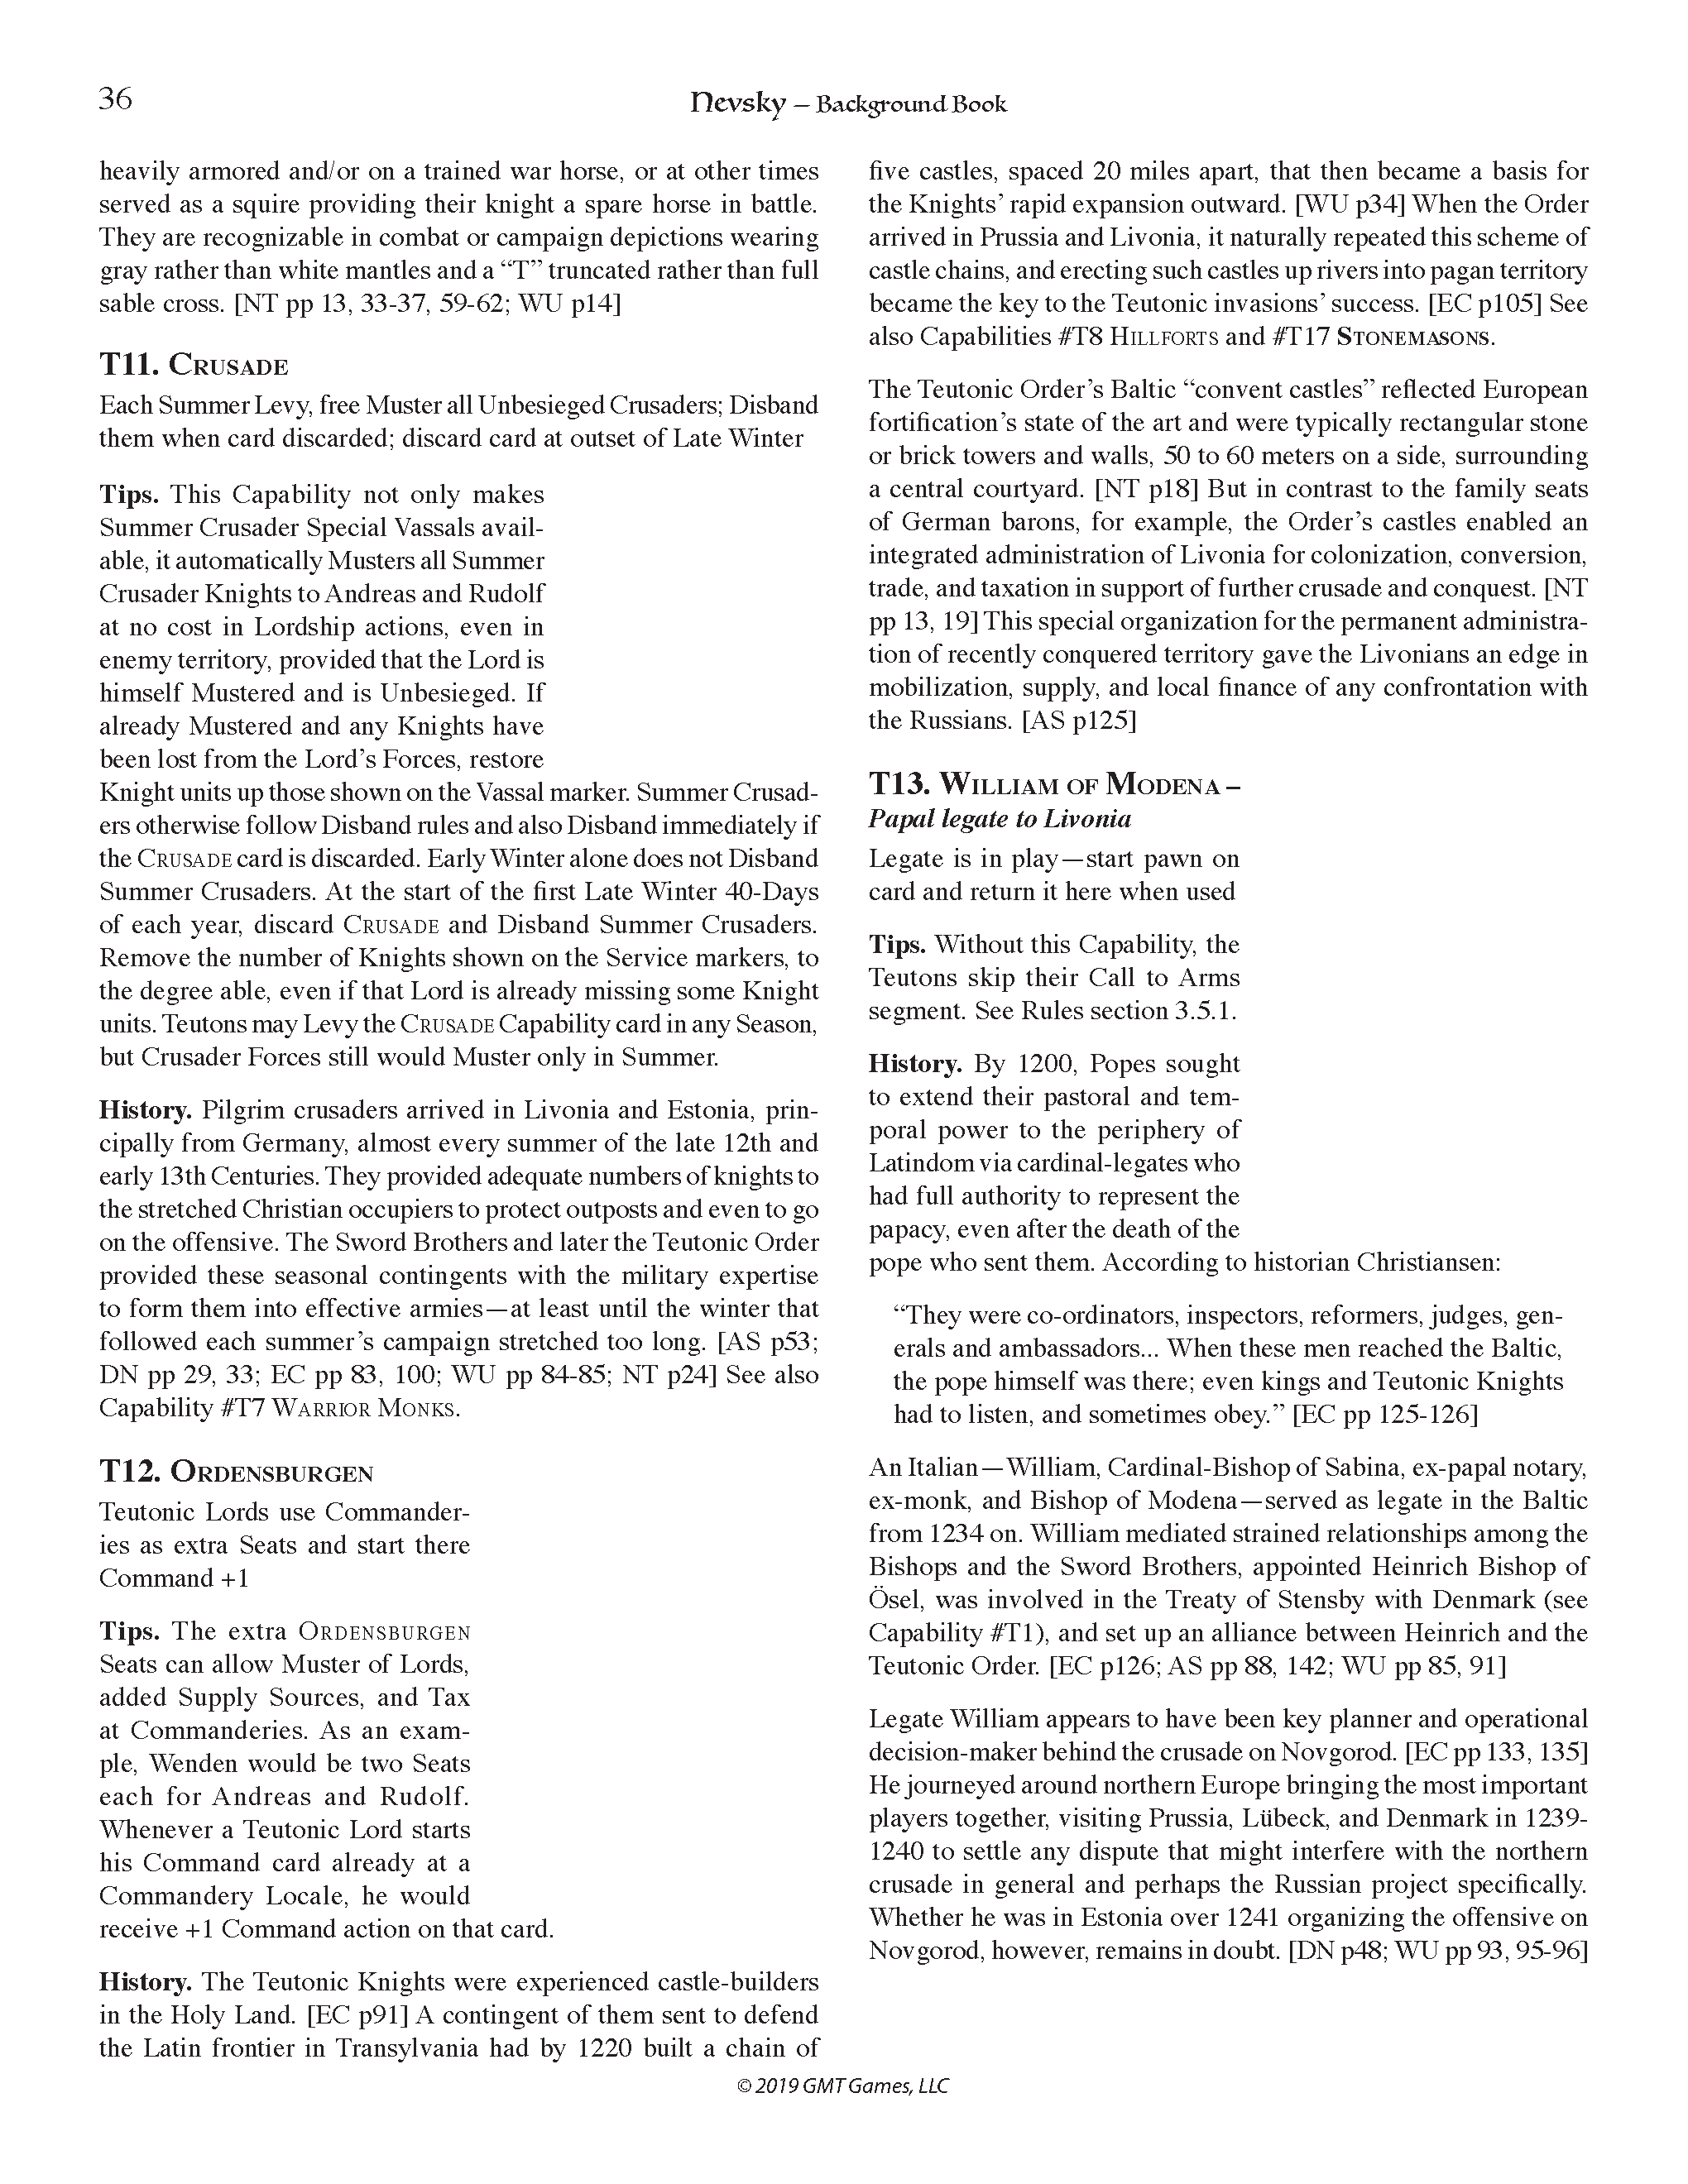 36
Nevsky – Background Book
heavily armored and/or on a trained war horse, or at other times
served as a squire providing their knight a spare horse in battle.
They are recognizable in combat or campaign depictions wearing
gray rather than white mantles and a “T” truncated rather than full
sable cross. [NT pp 13, 33-37, 59-62; WU p14]
T11. Crusade
Each Summer Levy, free Muster all Unbesieged Crusaders; Disband
them when card discarded; discard card at outset of Late Winter
Tips. This Capability not only makes
Summer Crusader Special Vassals avail-
able, it automatically Musters all Summer
Crusader Knights to Andreas and Rudolf
at no cost in Lordship actions, even in
enemy territory, provided that the Lord is
himself Mustered and is Unbesieged. If
already Mustered and any Knights have
been lost from the Lord’s Forces, restore
Knight units up those shown on the Vassal marker. Summer Crusad-
ers otherwise follow Disband rules and also Disband immediately if
the Crusade card is discarded. Early Winter alone does not Disband
Summer Crusaders. At the start of the first Late Winter 40-Days
of each year, discard Crusade and Disband Summer Crusaders.
Remove the number of Knights shown on the Service markers, to
the degree able, even if that Lord is already missing some Knight
units. Teutons may Levy the Crusade Capability card in any Season,
but Crusader Forces still would Muster only in Summer.
History. Pilgrim crusaders arrived in Livonia and Estonia, prin-
cipally from Germany, almost every summer of the late 12th and
early 13th Centuries. They provided adequate numbers of knights to
the stretched Christian occupiers to protect outposts and even to go
on the offensive. The Sword Brothers and later the Teutonic Order
provided these seasonal contingents with the military expertise
to form them into effective armies—at least until the winter that
followed each summer’s campaign stretched too long. [AS p53;
DN pp 29, 33; EC pp 83, 100; WU pp 84-85; NT p24] See also
Capability #T7 Warrior Monks.
T12. Ordensburgen
Teutonic Lords use Commander-
ies as extra Seats and start there
Command +1
Tips. The extra Ordensburgen
Seats can allow Muster of Lords,
added Supply Sources, and Tax
at Commanderies. As an exam-
ple, Wenden would be two Seats
each for Andreas and Rudolf.
Whenever a Teutonic Lord starts
his Command card already at a
Commandery Locale, he would
receive +1 Command action on that card.
History. The Teutonic Knights were experienced castle-builders
in the Holy Land. [EC p91] A contingent of them sent to defend
the Latin frontier in Transylvania had by 1220 built a chain of
five castles, spaced 20 miles apart, that then became a basis for
the Knights’ rapid expansion outward. [WU p34] When the Order
arrived in Prussia and Livonia, it naturally repeated this scheme of
castle chains, and erecting such castles up rivers into pagan territory
became the key to the Teutonic invasions’ success. [EC p105] See
also Capabilities #T8 Hillforts and #T17 Stonemasons.
The Teutonic Order’s Baltic “convent castles” reflected European
fortification’s state of the art and were typically rectangular stone
or brick towers and walls, 50 to 60 meters on a side, surrounding
a central courtyard. [NT p18] But in contrast to the family seats
of German barons, for example, the Order’s castles enabled an
integrated administration of Livonia for colonization, conversion,
trade, and taxation in support of further crusade and conquest. [NT
pp 13, 19] This special organization for the permanent administra-
tion of recently conquered territory gave the Livonians an edge in
mobilization, supply, and local finance of any confrontation with
the Russians. [AS p125]
T13. William of Modena –
Papal legate to Livonia
Legate is in play—start pawn on
card and return it here when used
Tips. Without this Capability, the
Teutons skip their Call to Arms
segment. See Rules section 3.5.1.
History. By 1200, Popes sought
to extend their pastoral and tem-
poral power to the periphery of
Latindom via cardinal-legates who
had full authority to represent the
papacy, even after the death of the
pope who sent them. According to historian Christiansen:
“They were co-ordinators, inspectors, reformers, judges, gen-
erals and ambassadors... When these men reached the Baltic,
the pope himself was there; even kings and Teutonic Knights
had to listen, and sometimes obey.” [EC pp 125-126]
An Italian—William, Cardinal-Bishop of Sabina, ex-papal notary,
ex-monk, and Bishop of Modena—served as legate in the Baltic
from 1234 on. William mediated strained relationships among the
Bishops and the Sword Brothers, appointed Heinrich Bishop of
Ösel, was involved in the Treaty of Stensby with Denmark (see
Capability #T1), and set up an alliance between Heinrich and the
Teutonic Order. [EC p126; AS pp 88, 142; WU pp 85, 91]
Legate William appears to have been key planner and operational
decision-maker behind the crusade on Novgorod. [EC pp 133, 135]
He journeyed around northern Europe bringing the most important
players together, visiting Prussia, Lübeck, and Denmark in 1239-
1240 to settle any dispute that might interfere with the northern
crusade in general and perhaps the Russian project specifically.
Whether he was in Estonia over 1241 organizing the offensive on
Novgorod, however, remains in doubt. [DN p48; WU pp 93, 95-96]
© 2019 GMT Games, LLC